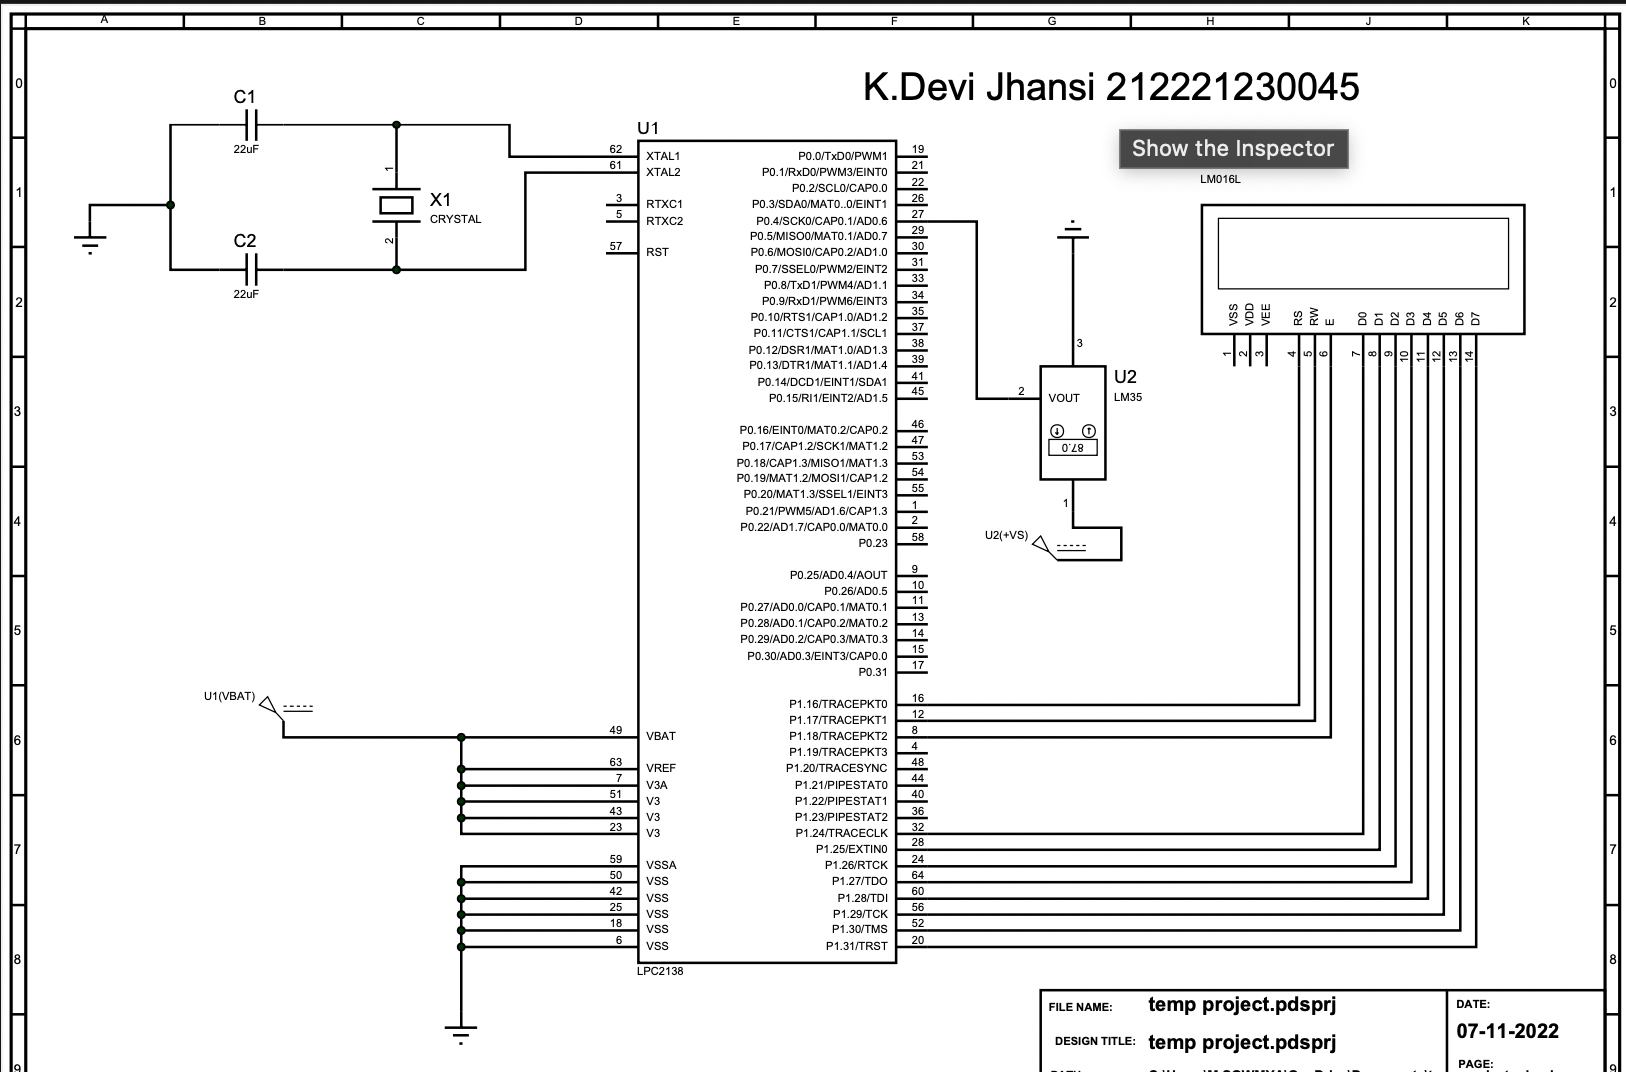 A B C D E F G H J K
0 0
K.Devi Jhansi 212221230045
C1
22uF
Show the Inspector
LM016L
1 1
X1
CRYSTAL
1
2
C2
22uF
2 2
3 3
4 4
5 5
6 6
7 7
8 8
9 9
U1
62 XTAL1
61 XTAL2
3 RTXC1
5 RTXC2
57 RST
49 VBAT
63 VREF
7 V3A
51 V3
43 V3
23 V3
59 VSSA
50 VSS
42 VSS
25 VSS
18 VSS
6 VSS
P0.0/TxD0/PWM1 19
P0.1/RxD0/PWM3/EINT0 21
P0.2/SCL0/CAP0.0 22
P0.3/SDA0/MAT0..0/EINT1 26
P0.4/SCK0/CAP0.1/AD0.6 27
P0.5/MISO0/MAT0.1/AD0.7 29
P0.6/MOSI0/CAP0.2/AD1.0 30
P0.7/SSEL0/PWM2/EINT2 31
P0.8/TxD1/PWM4/AD1.1 33
P0.9/RxD1/PWM6/EINT3 34
P0.10/RTS1/CAP1.0/AD1.2 35
P0.11/CTS1/CAP1.1/SCL1 37
P0.12/DSR1/MAT1.0/AD1.3 38
P0.13/DTR1/MAT1.1/AD1.4 39
P0.14/DCD1/EINT1/SDA1 41
P0.15/RI1/EINT2/AD1.5 45
P0.16/EINT0/MAT0.2/CAP0.2 46
P0.17/CAP1.2/SCK1/MAT1.2 47
P0.18/CAP1.3/MISO1/MAT1.3 53
P0.19/MAT1.2/MOSI1/CAP1.2 54
P0.20/MAT1.3/SSEL1/EINT3 55
P0.21/PWM5/AD1.6/CAP1.3 1
P0.22/AD1.7/CAP0.0/MAT0.0 2
P0.23 58
P0.25/AD0.4/AOUT 9
P0.26/AD0.5 10
P0.27/AD0.0/CAP0.1/MAT0.1 11
P0.28/AD0.1/CAP0.2/MAT0.2 13
P0.29/AD0.2/CAP0.3/MAT0.3 14
P0.30/AD0.3/EINT3/CAP0.0 15
P0.31 17
P1.16/TRACEPKT0 16
P1.17/TRACEPKT1 12
P1.18/TRACEPKT2 8
P1.19/TRACEPKT3 4
P1.20/TRACESYNC 48
P1.21/PIPESTAT0 44
P1.22/PIPESTAT1 40
P1.23/PIPESTAT2 36
P1.24/TRACECLK 32
P1.25/EXTIN0 28
P1.26/RTCK 24
P1.27/TDO 64
P1.28/TDI 60
P1.29/TCK 56
P1.30/TMS 52
P1.31/TRST 20
LPC2138
U1(VBAT)
3
U2
LM35
2 VOUT
87.0
1
U2(+VS)
VSS VDD VEE RS RW E D0 D1 D2 D3 D4 D5 D6 D7
1 2 3 4 5 6 7 8 9 10 11 12 13 14
FILE NAME: temp project.pdsprj
DESIGN TITLE: temp project.pdsprj
DATE:
07-11-2022
PAGE: